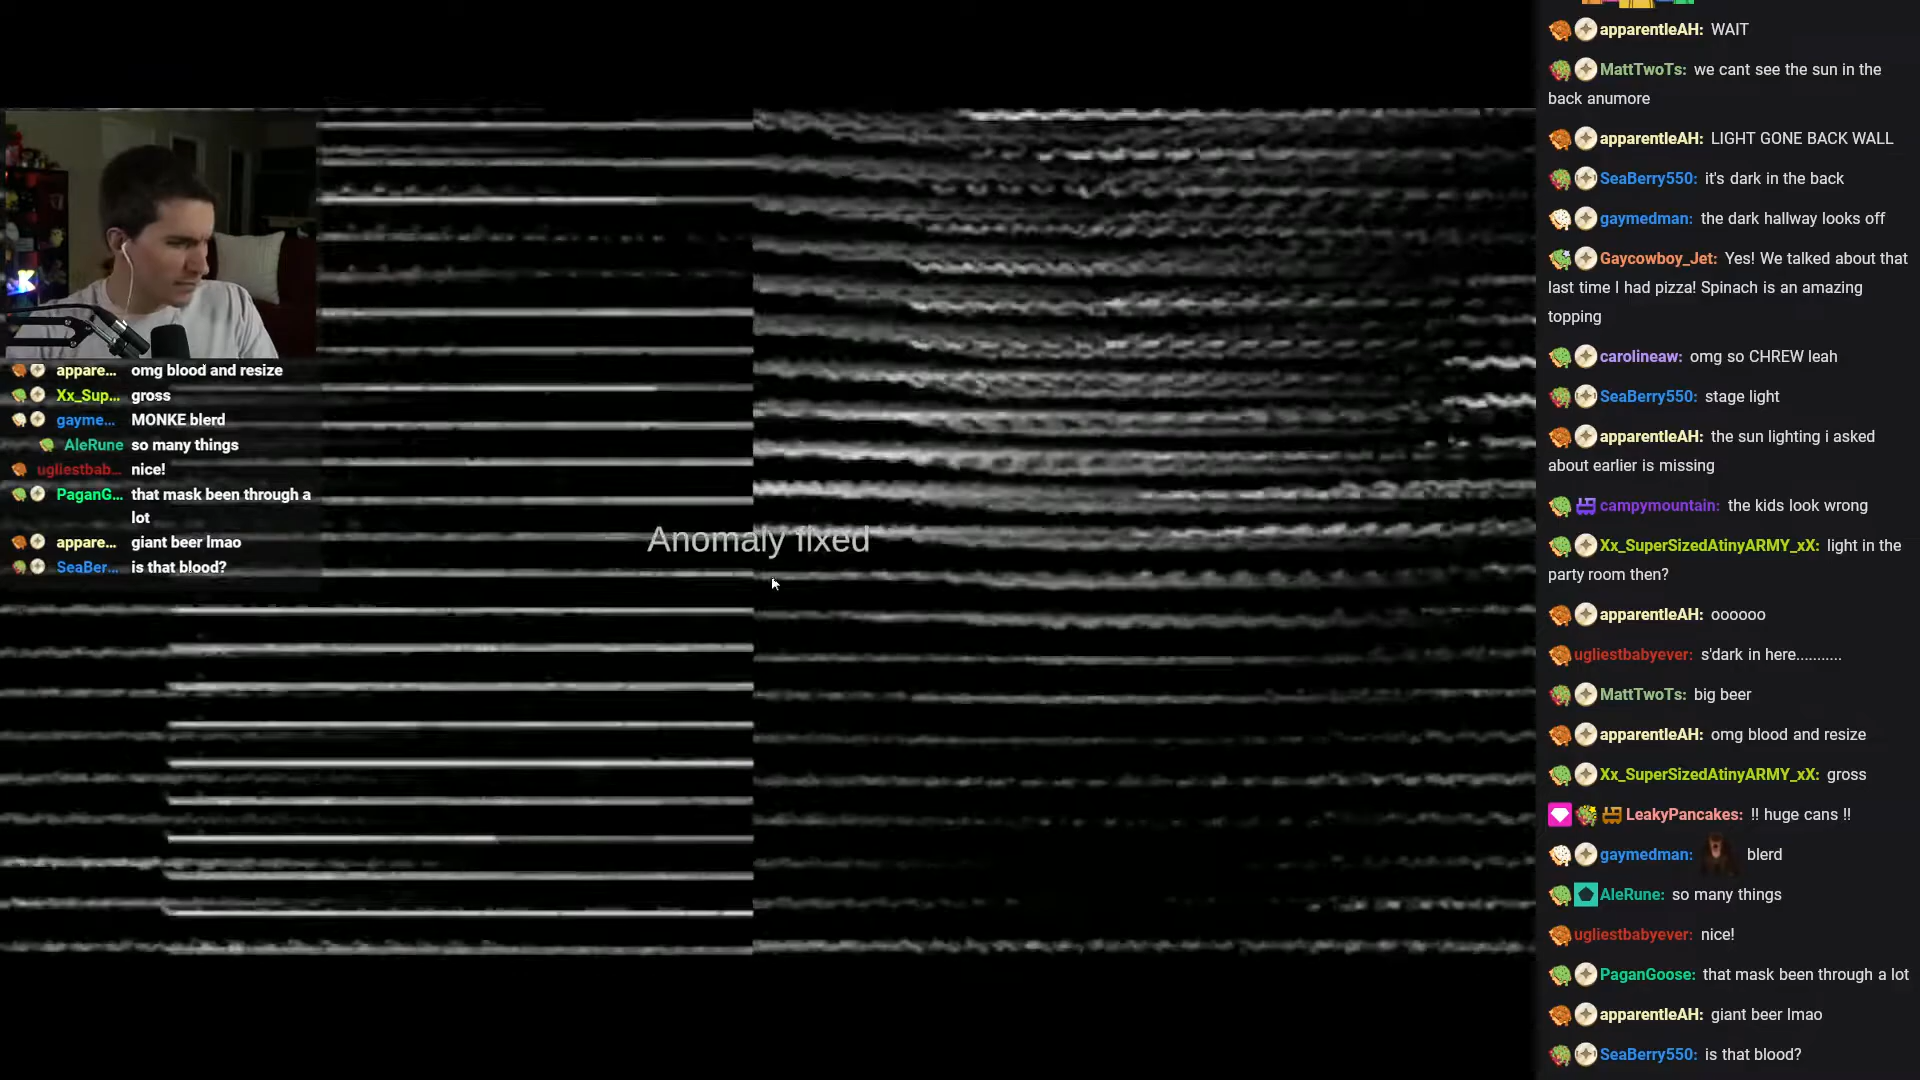 appare... omg blood and resize
Xx_Sup... gross
gayme... MONKE blerd
AleRune so many things
ugliestbab... nice!
PaganG... that mask been through a
lot
appare... giant beer lmao
SeaBer... is that blood?
Anomaly fixed
apparentleAH: WAIT
MattTwoTs: we cant see the sun in the
back anumore
apparentleAH: LIGHT GONE BACK WALL
SeaBerry550: it's dark in the back
gaymedman: the dark hallway looks off
Gaycowboy_Jet: Yes! We talked about that
last time I had pizza! Spinach is an amazing
topping
carolineaw: omg so CHREW leah
SeaBerry550: stage light
apparentleAH: the sun lighting i asked
about earlier is missing
campymountain: the kids look wrong
Xx_SuperSizedAtinyARMY_xX: light in the
party room then?
apparentleAH: oooooo
ugliestbabyever: s'dark in here..........
MattTwoTs: big beer
apparentleAH: omg blood and resize
Xx_SuperSizedAtinyARMY_xX: gross
LeakyPancakes: !! huge cans !!
gaymedman: blerd
AleRune: so many things
ugliestbabyever: nice!
PaganGoose: that mask been through a lot
apparentleAH: giant beer lmao
SeaBerry550: is that blood?